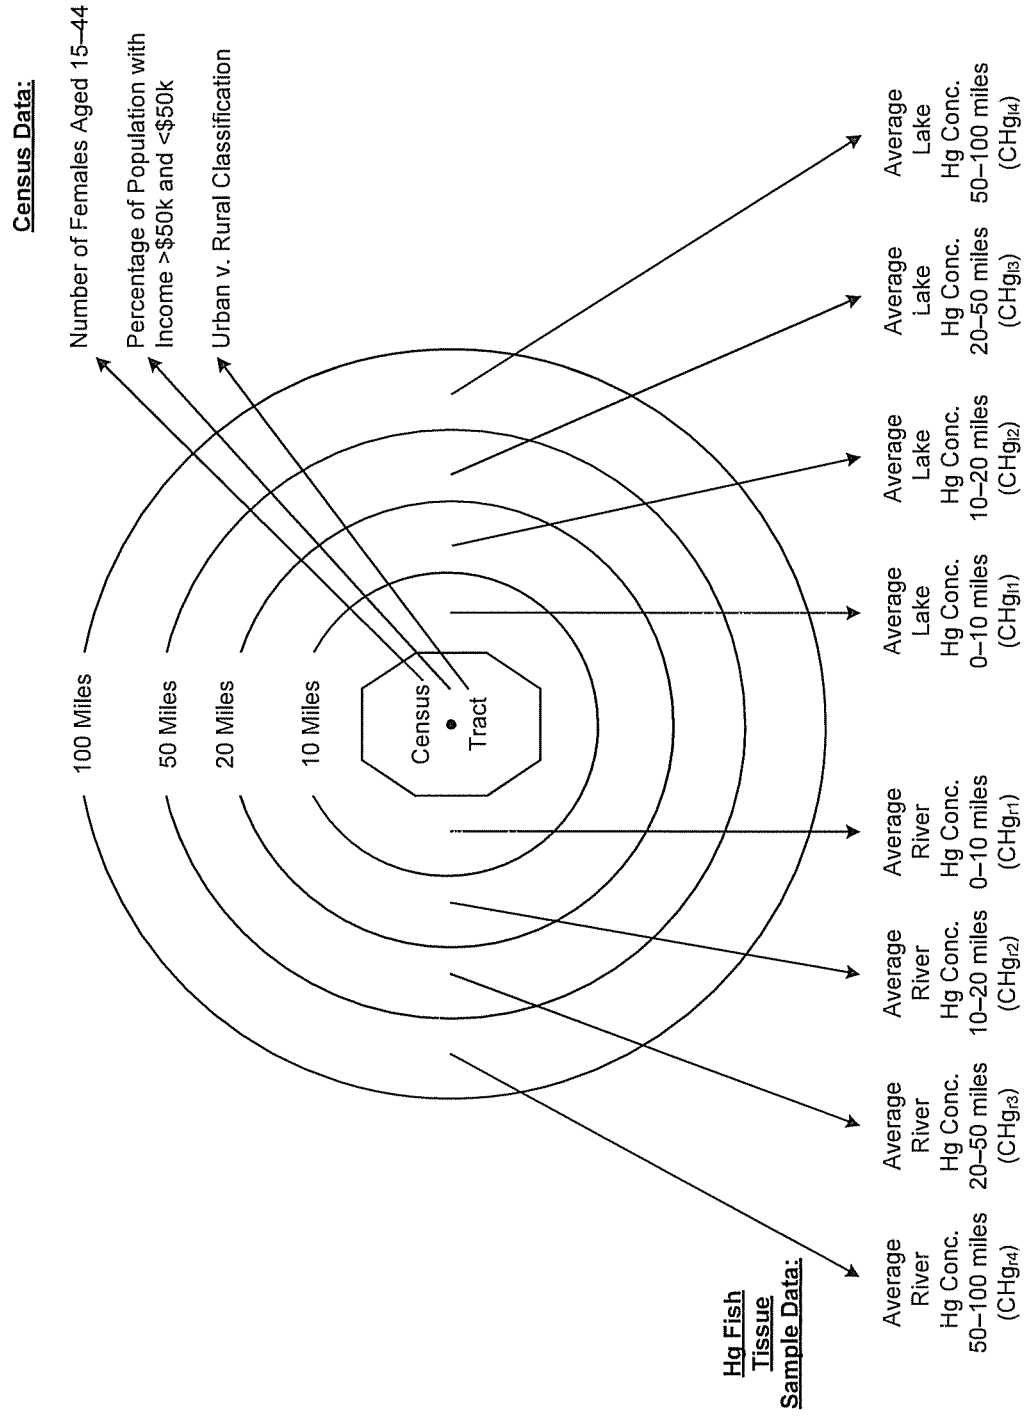 Census Data:
Number of Females Aged 15–44
Percentage of Population with
Income >$50k and <$50k
Urban v. Rural Classification
100 Miles
50 Miles
20 Miles
10 Miles
Census
Tract
Hg Fish
Tissue
Sample Data:
Average
River
Hg Conc.
50–100 miles
(CHgr4)
Average
River
Hg Conc.
20–50 miles
(CHgr3)
Average
River
Hg Conc.
10–20 miles
(CHgr2)
Average
River
Hg Conc.
0–10 miles
(CHgr1)
Average
Lake
Hg Conc.
0–10 miles
(CHgl1)
Average
Lake
Hg Conc.
10–20 miles
(CHgl2)
Average
Lake
Hg Conc.
20–50 miles
(CHgl3)
Average
Lake
Hg Conc.
50–100 miles
(CHgl4)